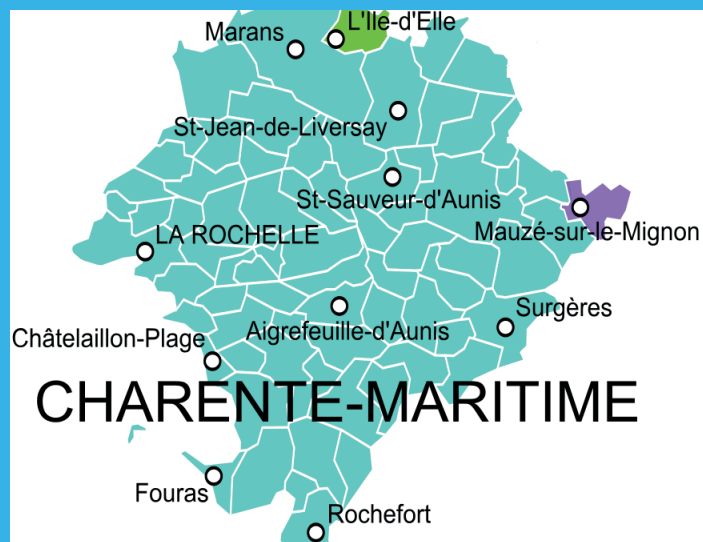 L'Ile-d'Elle
Marans
St-Jean-de-Liversay
St-Sauveur-d'Aunis
Mauzé-sur-le-Mignon
LA ROCHELLE
Surgères
Aigrefeuille-d'Aunis
Châtelaillon-Plage
CHARENTE-MARITIME
Fouras
Rochefort